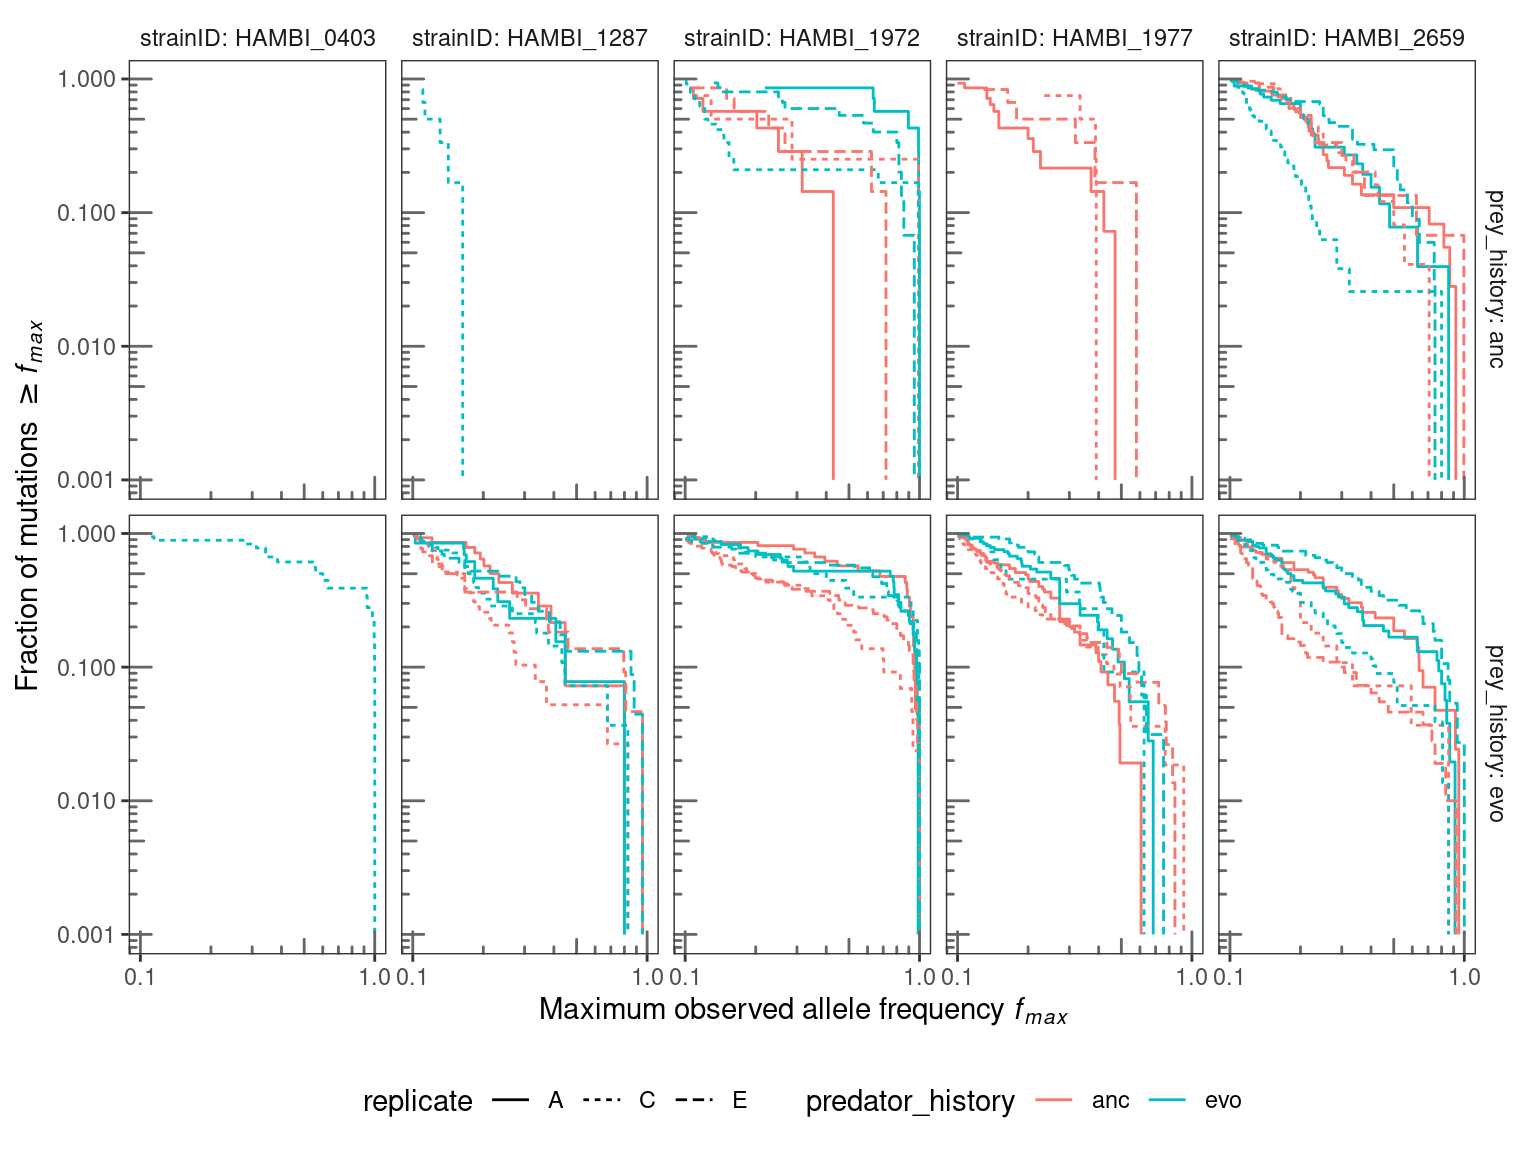 strainID: HAMBI_0403 strainID: HAMBI_1287 strainID: HAMBI_1972 strainID: HAMBI_1977 strainID: HAMBI_2659
1.000
0.100
0.010
0.001
prey_history: anc
Fraction of mutations ≥ fmax
1.000
0.100
0.010
0.001
prey_history: evo
0.1 1.0 0.1 1.0 0.1 1.0 0.1 1.0 0.1 1.0
Maximum observed allele frequency fmax
replicate A C E predator_history anc evo